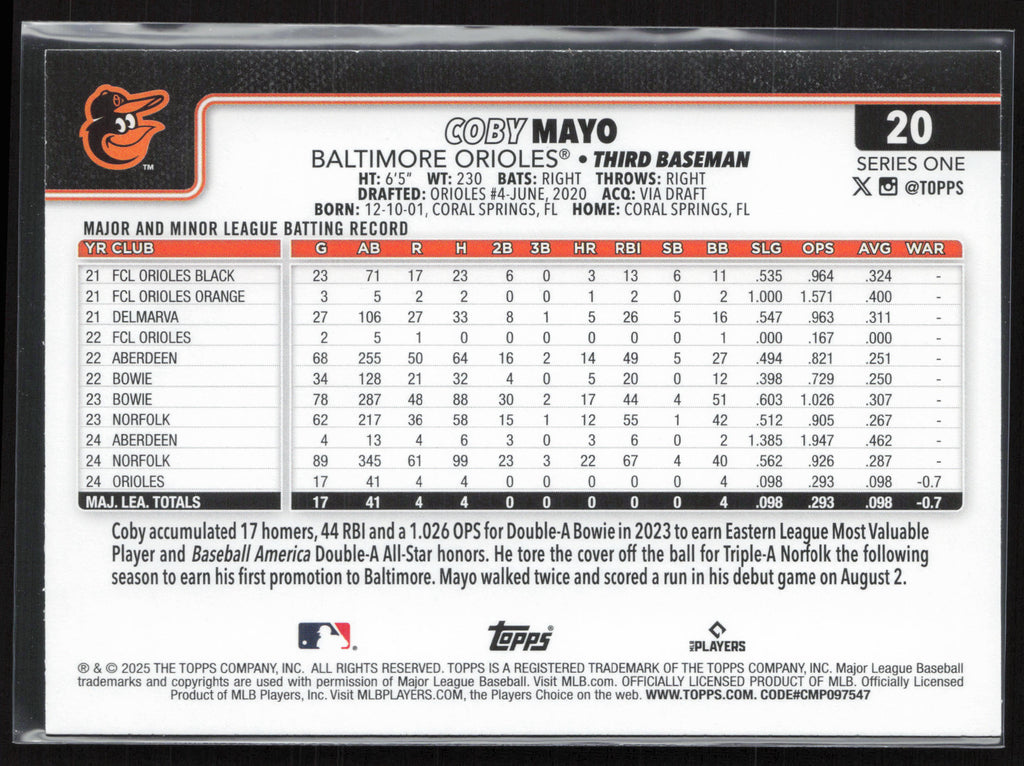 20
COBY MAYO
BALTIMORE ORIOLES® • THIRD BASEMAN
SERIES ONE
@TOPPS
HT: 6'5" WT: 230 BATS: RIGHT THROWS: RIGHT
DRAFTED: ORIOLES #4-JUNE, 2020 ACQ: VIA DRAFT
BORN: 12-10-01, CORAL SPRINGS, FL HOME: CORAL SPRINGS, FL
TM
MAJOR AND MINOR LEAGUE BATTING RECORD
YR CLUB G AB R H 2B 3B HR RBI SB BB SLG OPS AVG WAR
21 FCL ORIOLES BLACK 23 71 17 23 6 0 3 13 6 11 .535 .964 .324 -
21 FCL ORIOLES ORANGE 3 5 2 2 0 0 1 2 0 2 1.000 1.571 .400 -
21 DELMARVA 27 106 27 33 8 1 5 26 5 16 .547 .963 .311 -
22 FCL ORIOLES 2 5 1 0 0 0 0 0 0 1 .000 .167 .000 -
22 ABERDEEN 68 255 50 64 16 2 14 49 5 27 .494 .821 .251 -
22 BOWIE 34 128 21 32 4 0 5 20 0 12 .398 .729 .250 -
23 BOWIE 78 287 48 88 30 2 17 44 4 51 .603 1.026 .307 -
23 NORFOLK 62 217 36 58 15 1 12 55 1 42 .512 .905 .267 -
24 ABERDEEN 4 13 4 6 3 0 3 6 0 2 1.385 1.947 .462 -
24 NORFOLK 89 345 61 99 23 3 22 67 4 40 .562 .926 .287 -
24 ORIOLES 17 41 4 4 0 0 0 0 0 4 .098 .293 .098 -0.7
MAJ. LEA. TOTALS 17 41 4 4 0 0 0 0 0 4 .098 .293 .098 -0.7
Coby accumulated 17 homers, 44 RBI and a 1.026 OPS for Double-A Bowie in 2023 to earn Eastern League Most Valuable
Player and Baseball America Double-A All-Star honors. He tore the cover off the ball for Triple-A Norfolk the following
season to earn his first promotion to Baltimore. Mayo walked twice and scored a run in his debut game on August 2.
TOPPS®
MLB PLAYERS
® & © 2025 THE TOPPS COMPANY, INC. ALL RIGHTS RESERVED. TOPPS IS A REGISTERED TRADEMARK OF THE TOPPS COMPANY, INC. Major League Baseball
trademarks and copyrights are used with permission of Major League Baseball. Visit MLB.com. OFFICIALLY LICENSED PRODUCT OF MLB. Officially Licensed
Product of MLB Players, Inc. Visit MLBPLAYERS.COM, the Players Choice on the web. WWW.TOPPS.COM. CODE#CMP097547